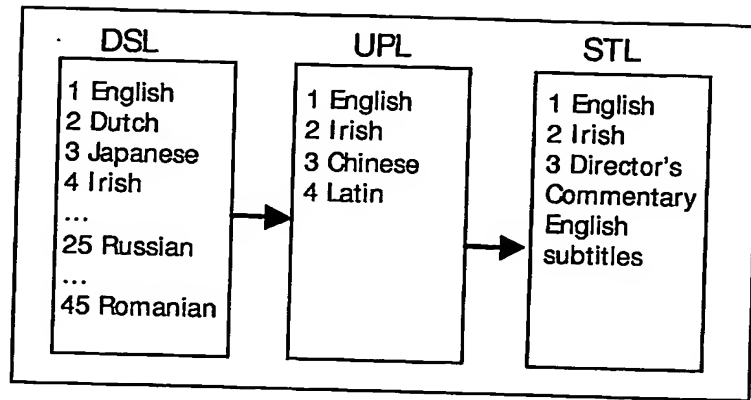 DSL
1 English
2 Dutch
3 Japanese
4 Irish
...
25 Russian
...
45 Romanian
UPL
1 English
2 Irish
3 Chinese
4 Latin
STL
1 English
2 Irish
3 Director's
Commentary
English
subtitles